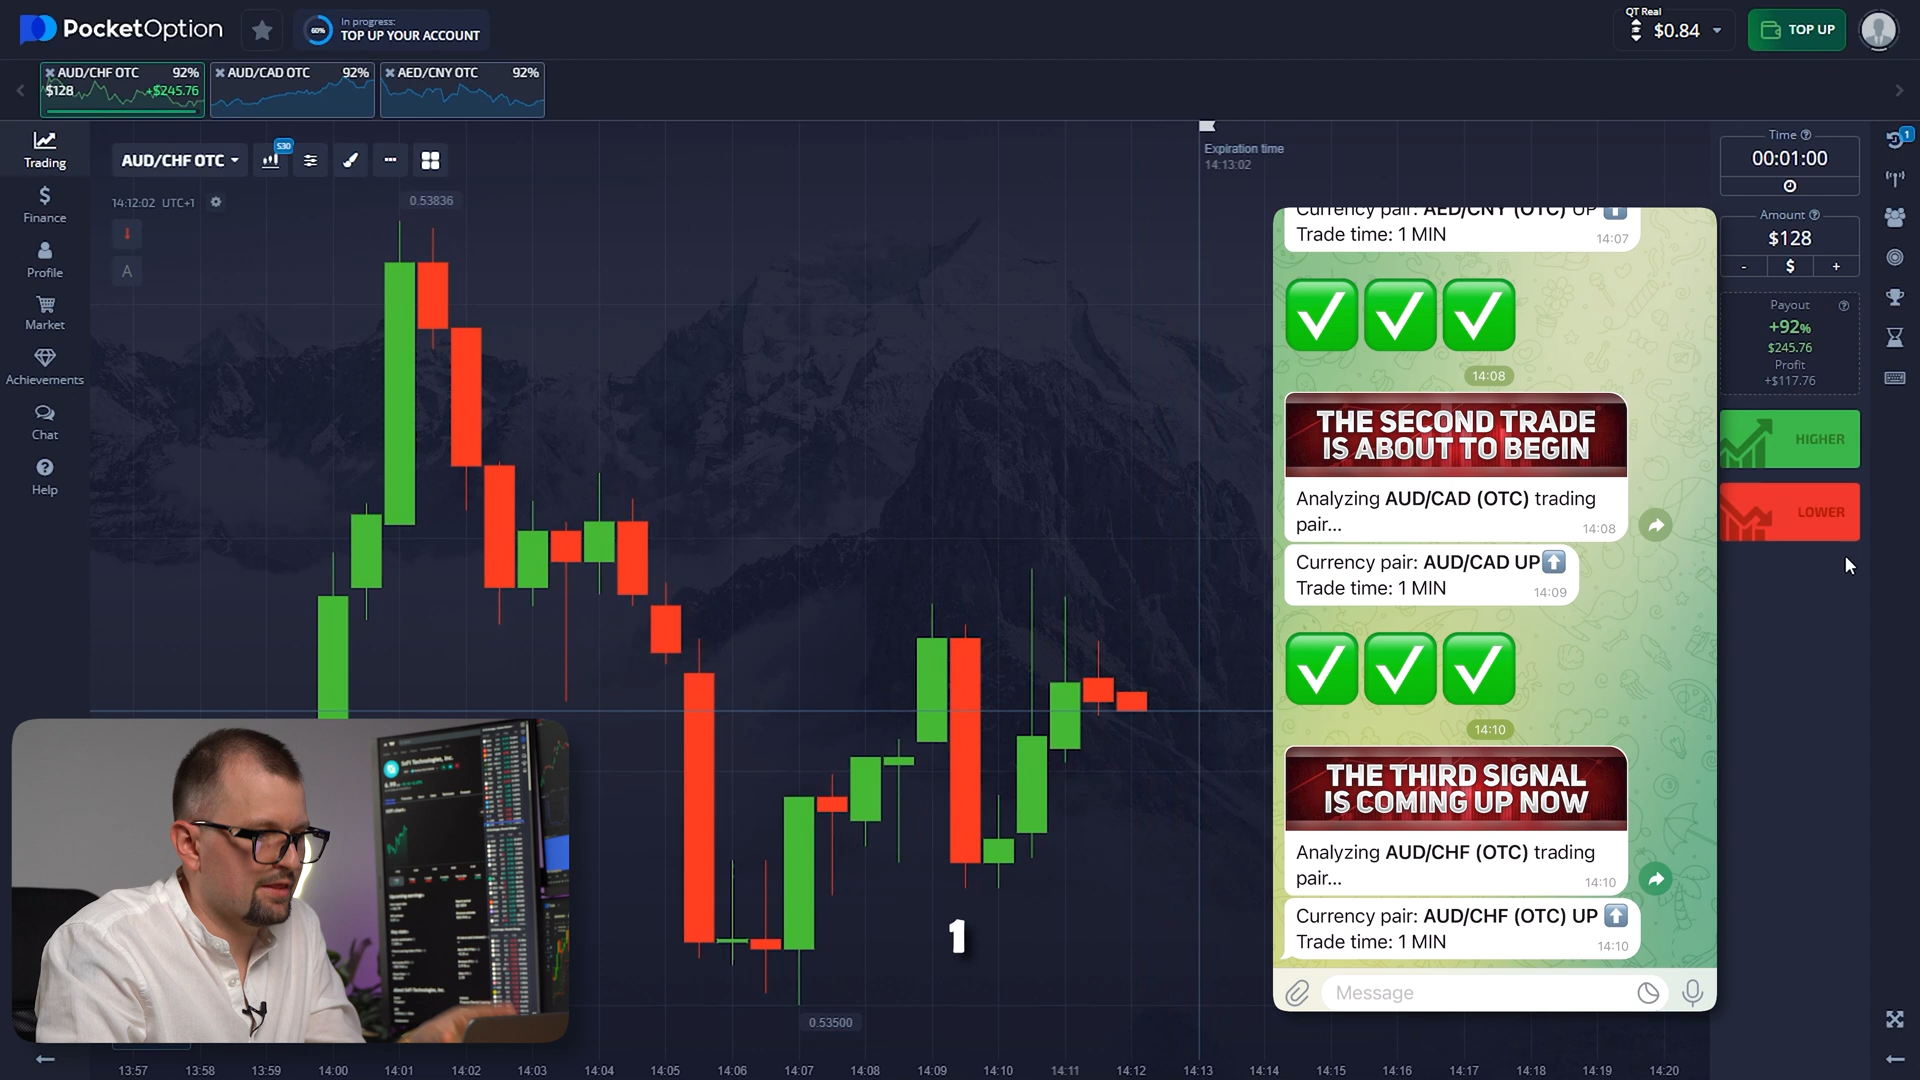 PocketOption
60%
In progress:
TOP UP YOUR ACCOUNT
QT Real
$0.84
TOP UP
AUD/CHF OTC 92%
$128 +$245.76
AUD/CAD OTC 92%
AED/CNY OTC 92%
Trading
Finance
Profile
Market
Achievements
Chat
Help
AUD/CHF OTC
S30
14:12:02 UTC+1
0.53836
A
Expiration time
14:13:02
Time
00:01:00
Amount
$128
- $ +
Payout
+92%
$245.76
Profit
+$117.76
HIGHER
LOWER
1
Currency pair: AED/CNY (OTC) UP
Trade time: 1 MIN
14:07
14:08
THE SECOND TRADE
IS ABOUT TO BEGIN
Analyzing AUD/CAD (OTC) trading
pair...
14:08
Currency pair: AUD/CAD UP
Trade time: 1 MIN
14:09
14:10
THE THIRD SIGNAL
IS COMING UP NOW
Analyzing AUD/CHF (OTC) trading
pair...
14:10
Currency pair: AUD/CHF (OTC) UP
Trade time: 1 MIN
14:10
Message
1
0.53500
13:57 13:58 13:59 14:00 14:01 14:02 14:03 14:04 14:05 14:06 14:07 14:08 14:09 14:10 14:11 14:12 14:13 14:14 14:15 14:16 14:17 14:18 14:19 14:20